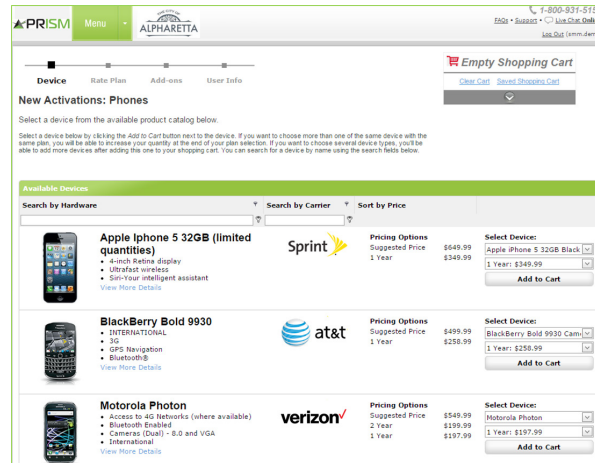 1-800-931-515
PRISM
Menu
THE CITY OF
ALPHARETTA
FAQs • Support • Live Chat Onli
Log Out (smm.dem
Empty Shopping Cart
Clear Cart Saved Shopping Cart
Device Rate Plan Add-ons User Info
New Activations: Phones
Select a device from the available product catalog below.
Select a device below by clicking the Add to Cart button next to the device. If you want to choose more than one of the same device with the
same plan, you will be able to increase your quantity at the end of your plan selection. If you want to choose several device types, you'll be
able to add more devices after adding this one to your shopping cart. You can search for a device by name using the search fields below.
Available Devices
Search by Hardware Search by Carrier Sort by Price
Apple Iphone 5 32GB (limited
quantities)
• 4-inch Retina display
• Ultrafast wireless
• Siri-Your intelligent assistant
View More Details
Sprint
Pricing Options
Suggested Price $649.99
1 Year $349.99
Select Device:
Apple iPhone 5 32GB Black
1 Year: $349.99
Add to Cart
BlackBerry Bold 9930
• INTERNATIONAL
• 3G
• GPS Navigation
• Bluetooth®
View More Details
at&t
Pricing Options
Suggested Price $499.99
1 Year $258.99
Select Device:
BlackBerry Bold 9930 Cam
1 Year: $258.99
Add to Cart
Motorola Photon
• Access to 4G Networks (where available)
• Bluetooth Enabled
• Cameras (Dual) - 8.0 and VGA
• International
View More Details
verizon
Pricing Options
Suggested Price $549.99
2 Year $199.99
1 Year $197.99
Select Device:
Motorola Photon
1 Year: $197.99
Add to Cart